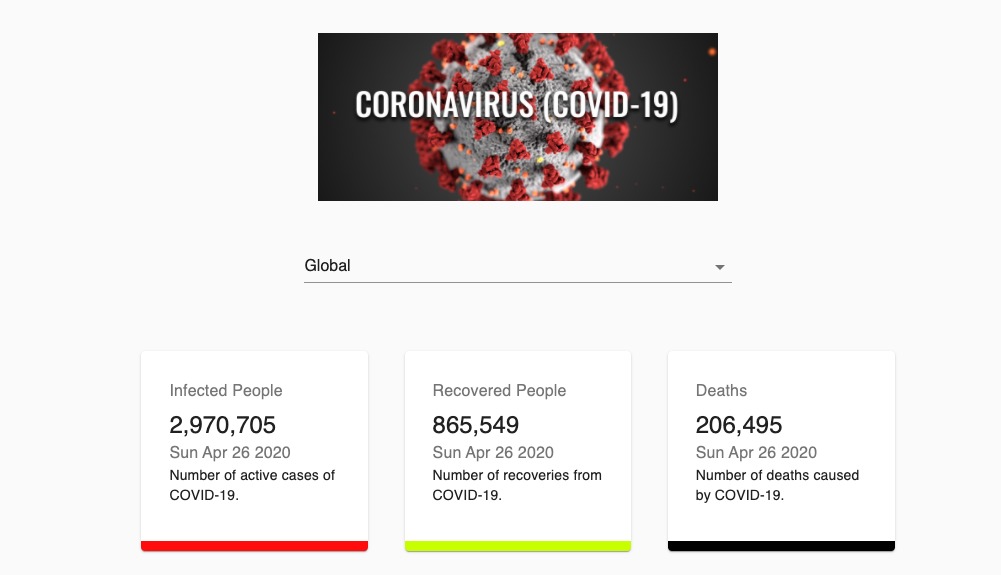 CORONAVIRUS (COVID-19)
Global
Infected People
2,970,705
Sun Apr 26 2020
Number of active cases of
COVID-19.
Recovered People
865,549
Sun Apr 26 2020
Number of recoveries from
COVID-19.
Deaths
206,495
Sun Apr 26 2020
Number of deaths caused
by COVID-19.